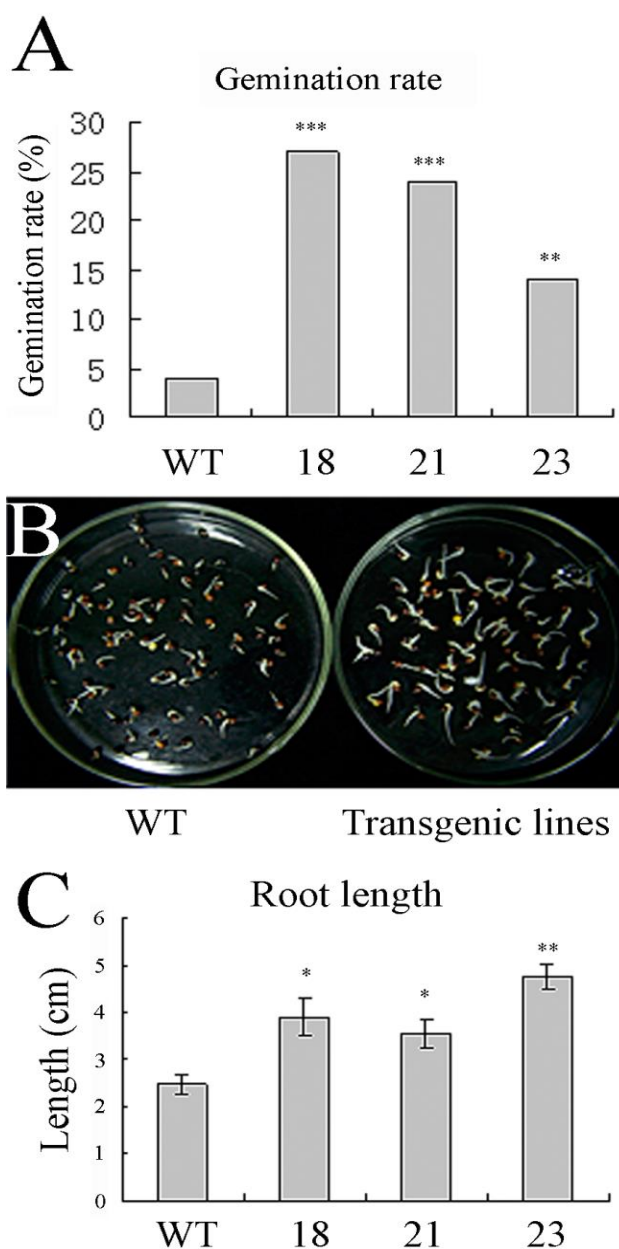 A
Gemination rate
Gemination rate (%)
30
25
20
15
10
5
0
***
***
**
WT 18 21 23
B
WT Transgenic lines
C
Root length
Length (cm)
6
5
4
3
2
1
0
*
*
**
WT 18 21 23